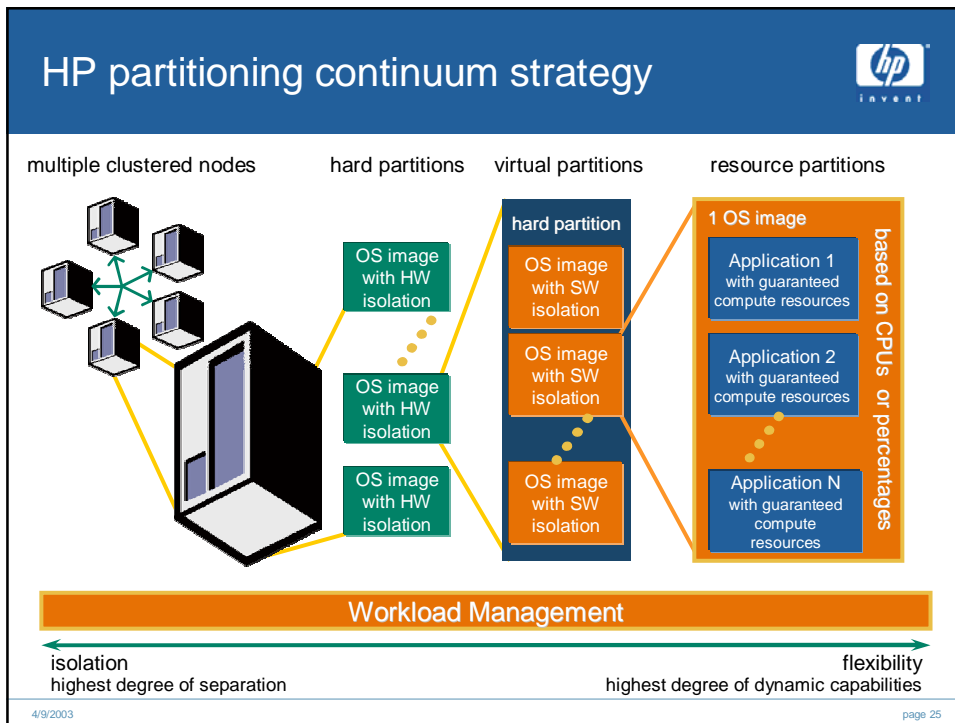 HP partitioning continuum strategy
hp
invent
multiple clustered nodes
hard partitions
virtual partitions
resource partitions
OS image
with HW
isolation
OS image
with HW
isolation
OS image
with HW
isolation
hard partition
OS image
with SW
isolation
OS image
with SW
isolation
OS image
with SW
isolation
1 OS image
Application 1
with guaranteed
compute resources
Application 2
with guaranteed
compute resources
Application N
with guaranteed
compute
resources
based on CPUs or percentages
Workload Management
isolation
highest degree of separation
flexibility
highest degree of dynamic capabilities
4/9/2003
page 25